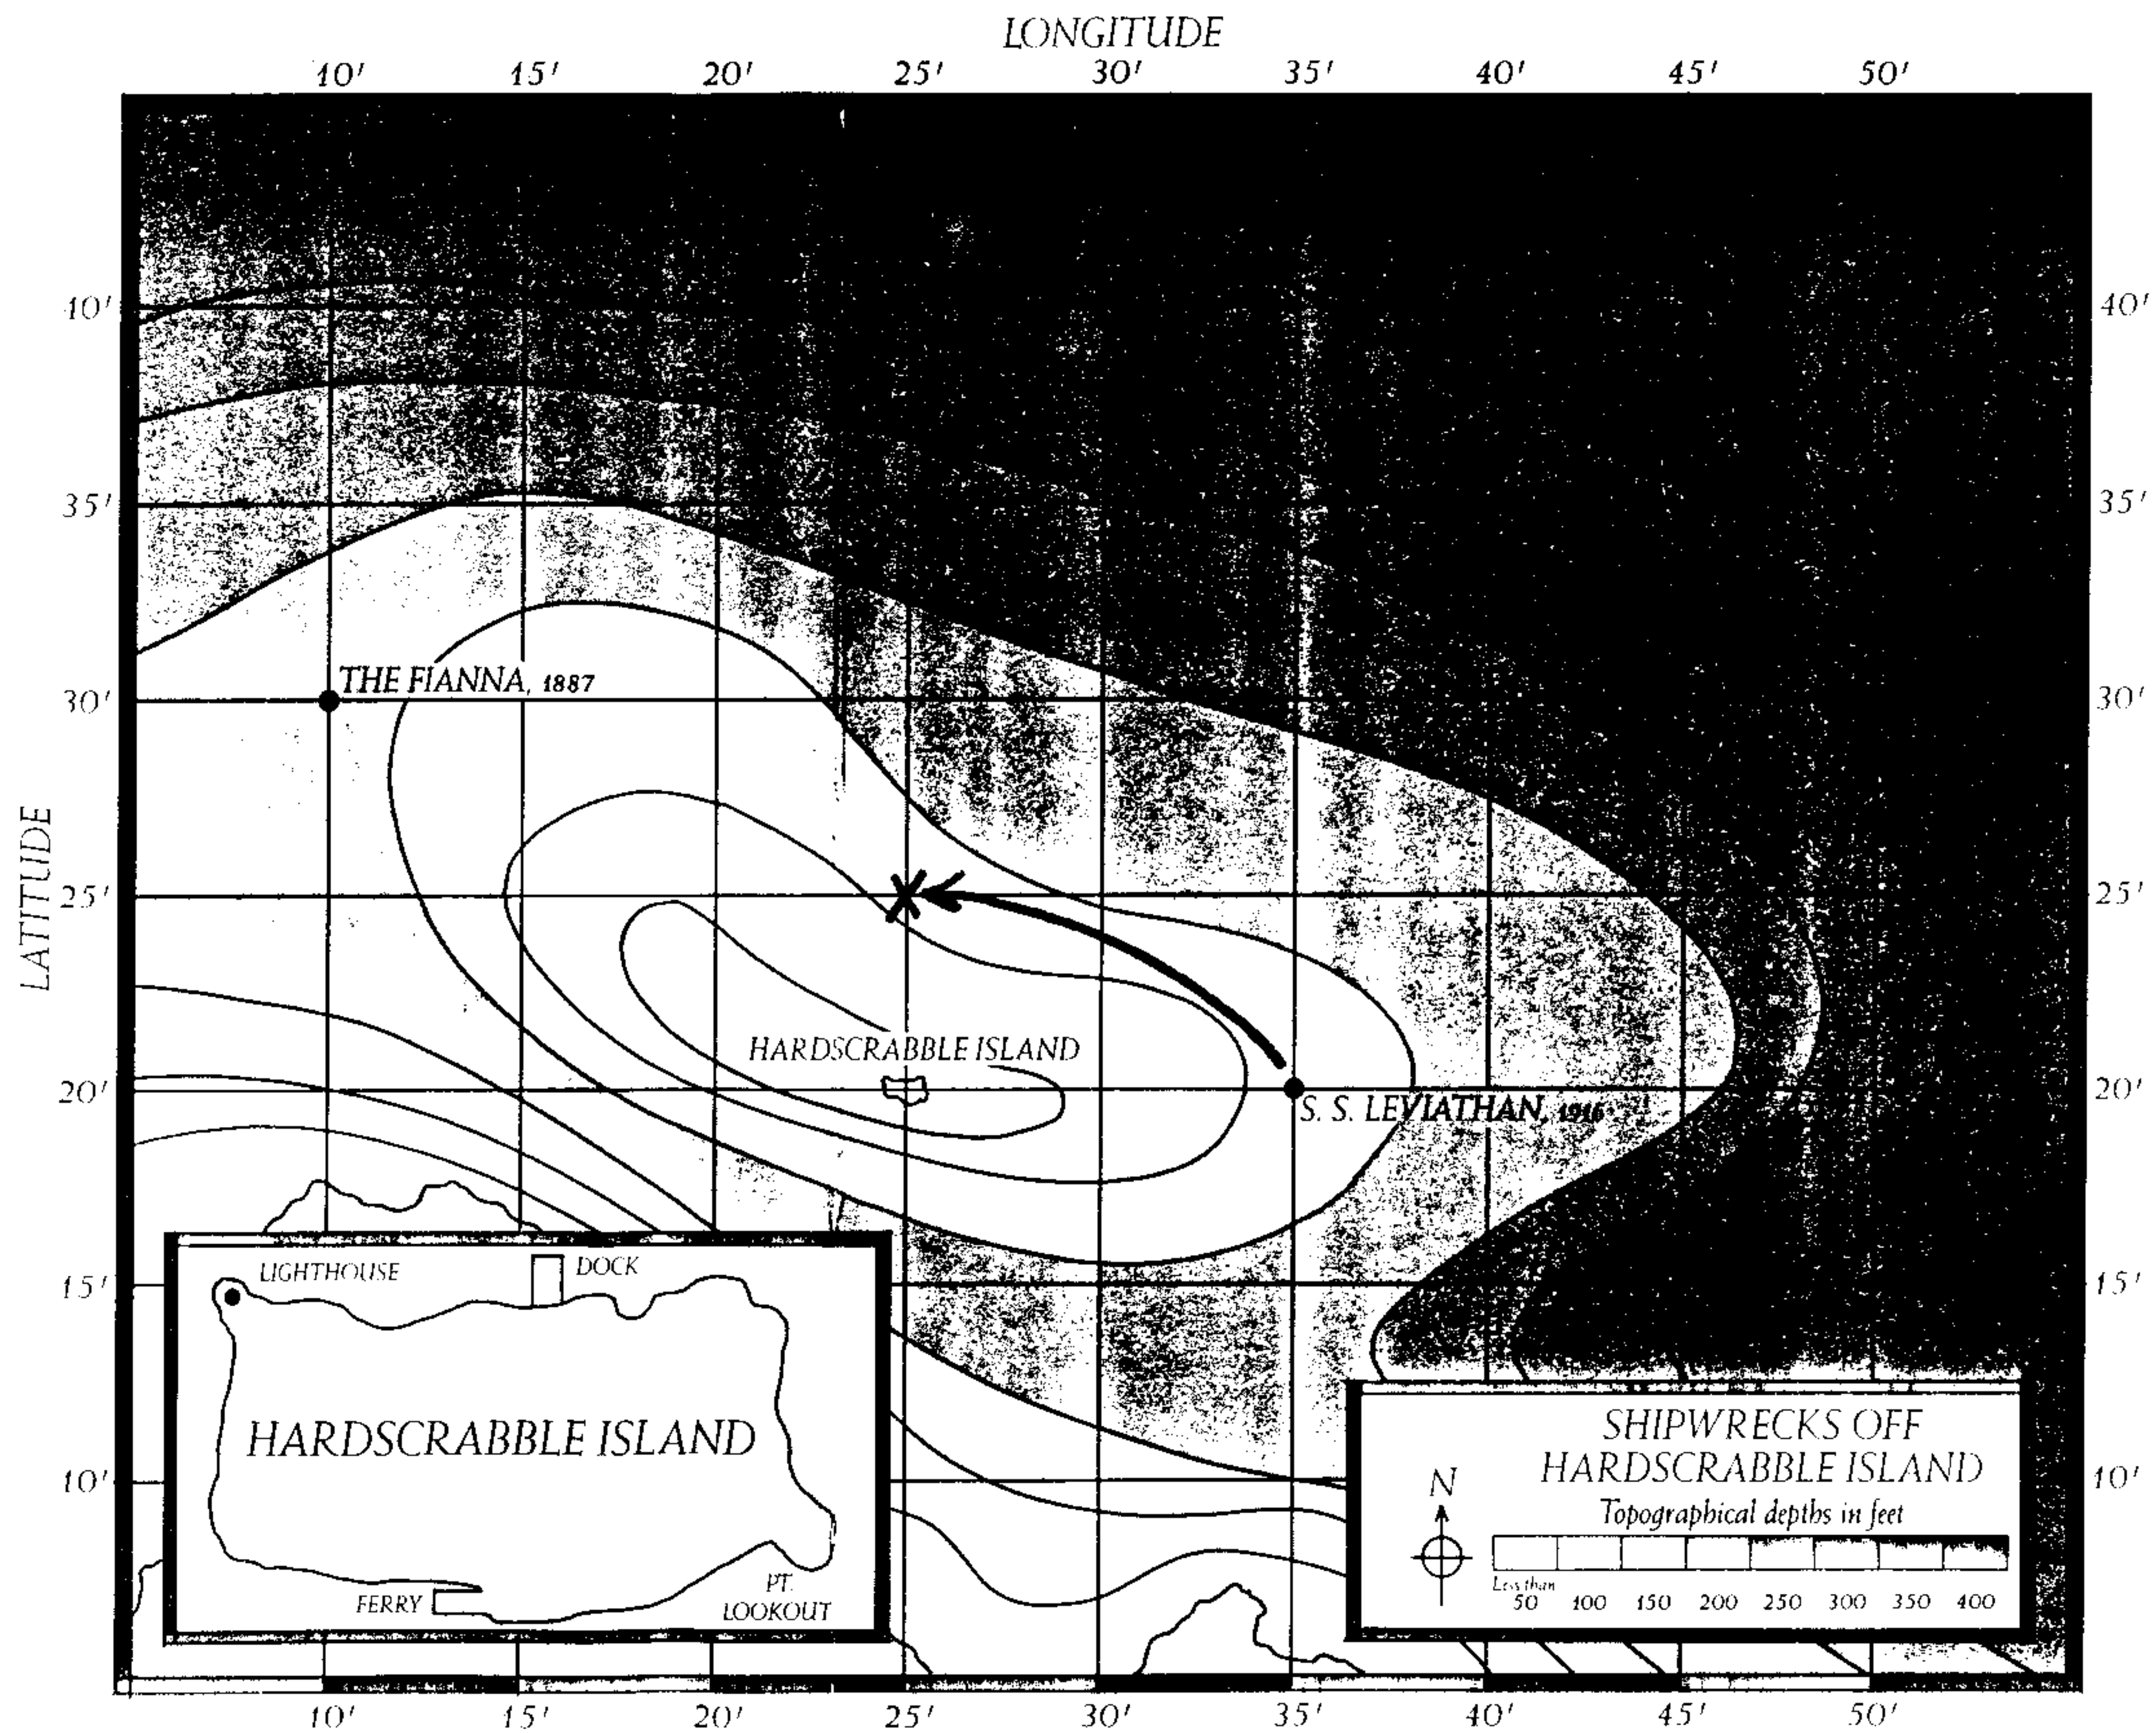 LONGITUDE
10' 15' 20' 25' 30' 35' 40' 45' 50'
LATITUDE
40' 40'
35' 35'
THE FIANNA, 1887
30' 30'
25' 25'
HARDSCRABBLE ISLAND
20' 20'
S. S. LEVIATHAN, 1916
15' 15'
10' 10'
LIGHTHOUSE
DOCK
HARDSCRABBLE ISLAND
FERRY
PT.
LOOKOUT
SHIPWRECKS OFF
HARDSCRABBLE ISLAND
Topographical depths in feet
N
Less than
50 100 150 200 250 300 350 400
10' 15' 20' 25' 30' 35' 40' 45' 50'